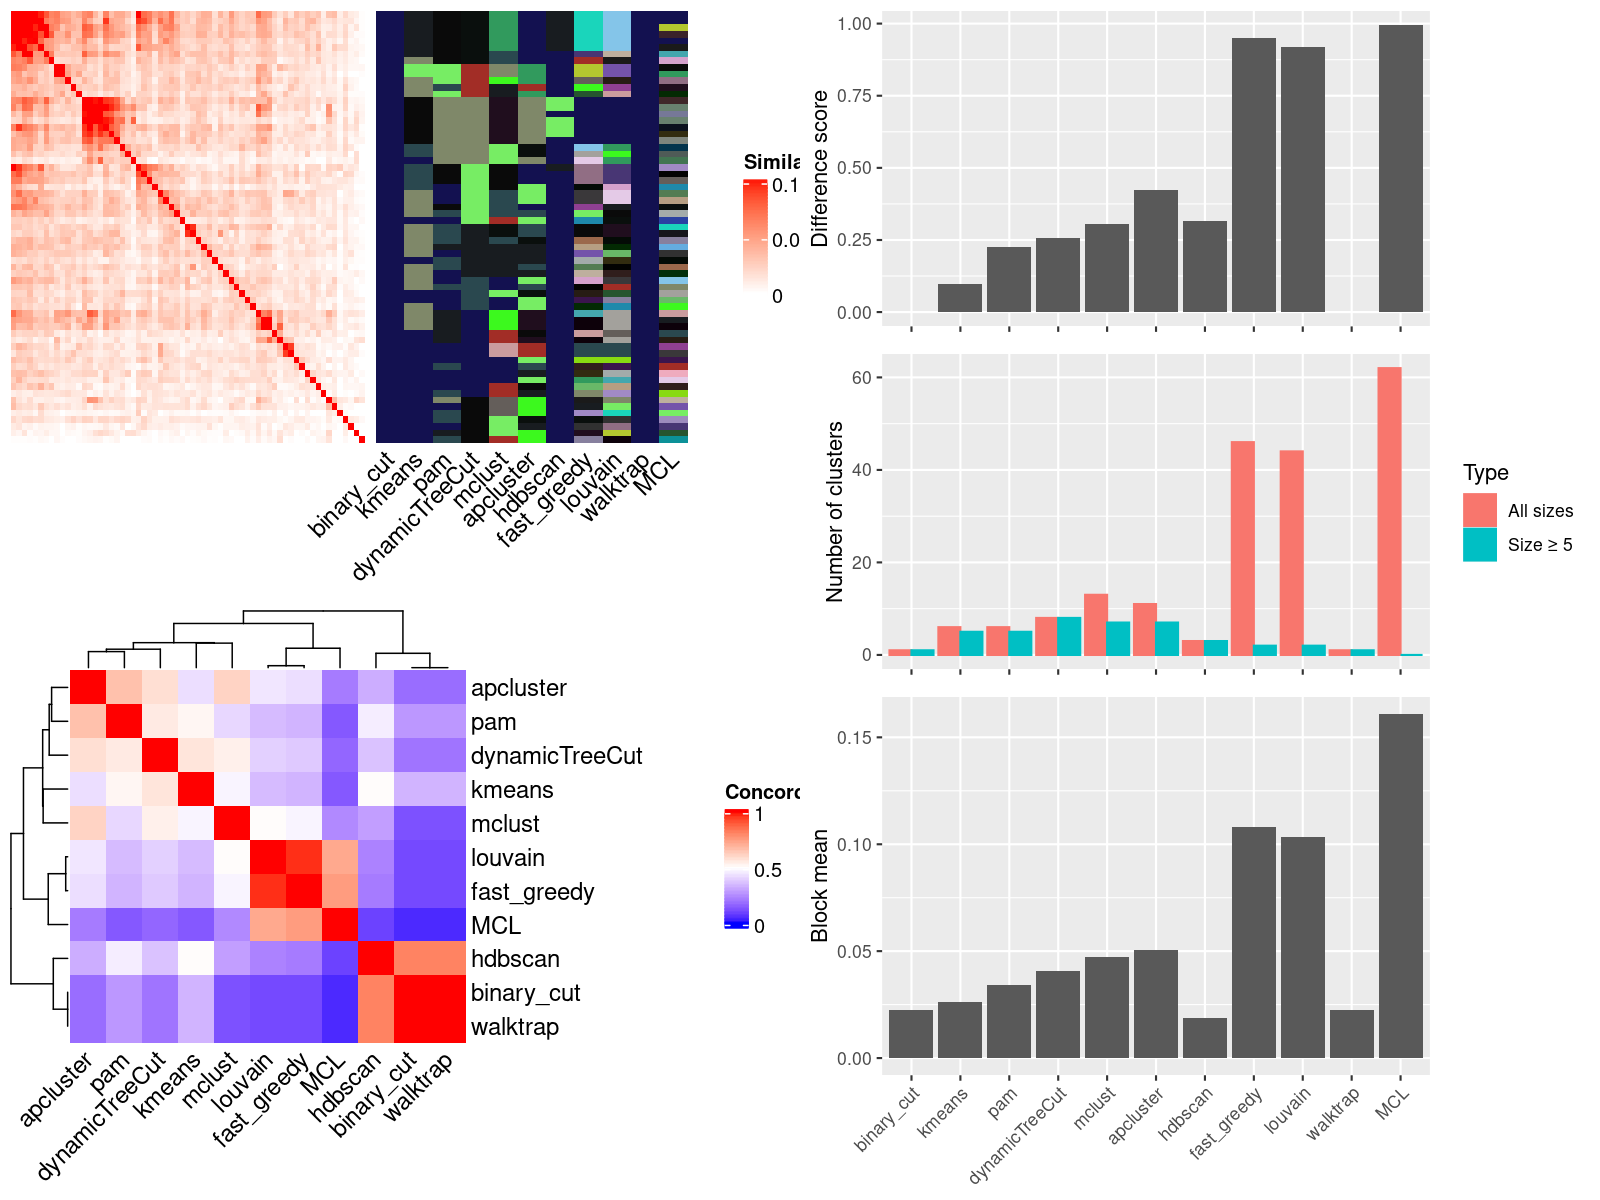 Simila
0.1
0.0
0
binary_cut
kmeans
pam
dynamicTreeCut
mclust
apcluster
hdbscan
fast_greedy
louvain
walktrap
MCL
apcluster
pam
dynamicTreeCut
kmeans
mclust
louvain
fast_greedy
MCL
hdbscan
binary_cut
walktrap
Concord
1
0.5
0
apcluster
pam
dynamicTreeCut
kmeans
mclust
louvain
fast_greedy
MCL
hdbscan
binary_cut
walktrap
Difference score
1.00
0.75
0.50
0.25
0.00
Number of clusters
60
40
20
0
Type
All sizes
Size ≥ 5
Block mean
0.15
0.10
0.05
0.00
binary_cut
kmeans
pam
dynamicTreeCut
mclust
apcluster
hdbscan
fast_greedy
louvain
walktrap
MCL